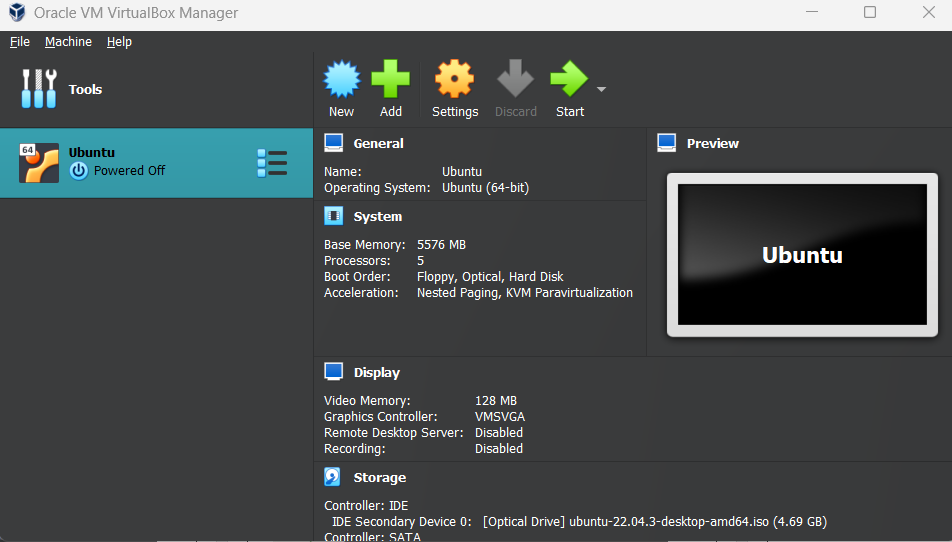 Oracle VM VirtualBox Manager
File Machine Help
Tools
New Add Settings Discard Start
64
Ubuntu
Powered Off
General
Name: Ubuntu
Operating System: Ubuntu (64-bit)
System
Base Memory: 5576 MB
Processors: 5
Boot Order: Floppy, Optical, Hard Disk
Acceleration: Nested Paging, KVM Paravirtualization
Preview
Ubuntu
Display
Video Memory: 128 MB
Graphics Controller: VMSVGA
Remote Desktop Server: Disabled
Recording: Disabled
Storage
Controller: IDE
IDE Secondary Device 0: [Optical Drive] ubuntu-22.04.3-desktop-amd64.iso (4.69 GB)
Controller: SATA